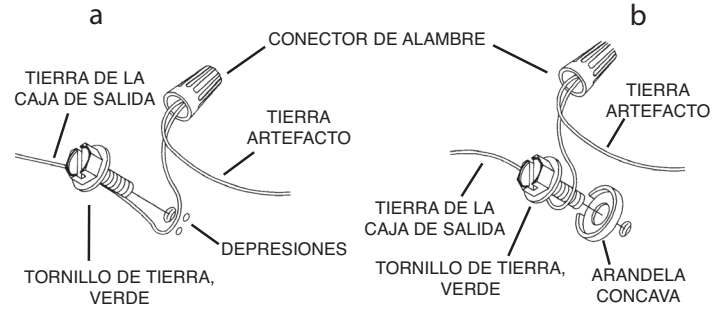 a
b
CONECTOR DE ALAMBRE
TIERRA DE LA
CAJA DE SALIDA
TIERRA
ARTEFACTO
DEPRESIONES
TORNILLO DE TIERRA,
VERDE
TIERRA
ARTEFACTO
TIERRA DE LA
CAJA DE SALIDA
TORNILLO DE TIERRA,
VERDE
ARANDELA
CONCAVA